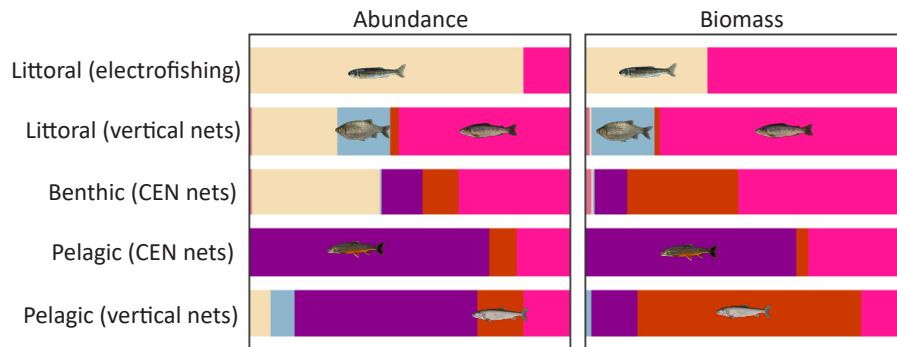 Abundance
Biomass
Littoral (electrofishing)
Littoral (vertical nets)
Benthic (CEN nets)
Pelagic (CEN nets)
Pelagic (vertical nets)